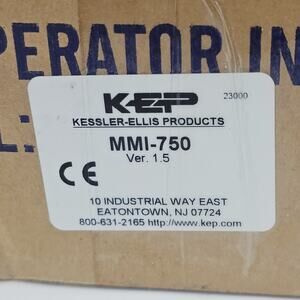 PERATOR IN
L:
KEP
23000
KESSLER-ELLIS PRODUCTS
MMI-750
Ver. 1.5
CE
10 INDUSTRIAL WAY EAST
EATONTOWN, NJ 07724
800-631-2165 http://www.kep.com